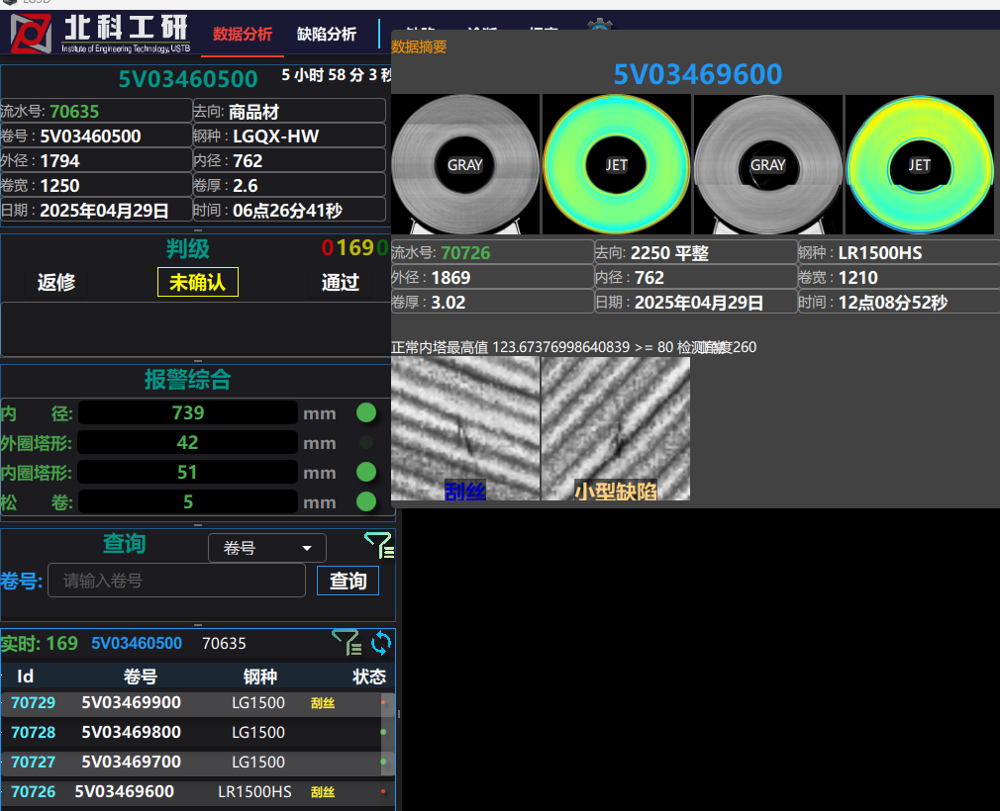 北科工研
Institute of Engineering Technology, USTB
数据分析 缺陷分析
5V03460500 5 小时 58 分 3 秒
流水号: 70635 去向: 商品材
卷号 : 5V03460500 钢种 : LGQX-HW
外径 : 1794 内径 : 762
卷宽 : 1250 卷厚 : 2.6
日期 : 2025年04月29日 时间 : 06点26分41秒
判级 0 169 0
返修 未确认 通过
报警综合
内 径: 739 mm
外圈塔形: 42 mm
内圈塔形: 51 mm
松 卷: 5 mm
查询 卷号
卷号: 请输入卷号 查询
实时: 169 5V03460500 70635
Id 卷号 钢种 状态
70729 5V03469900 LG1500 刮丝
70728 5V03469800 LG1500
70727 5V03469700 LG1500
70726 5V03469600 LR1500HS 刮丝
数据摘要
5V03469600
GRAY JET GRAY JET
流水号: 70726 去向: 2250 平整 钢种 : LR1500HS
外径 : 1869 内径 : 762 卷宽 : 1210
卷厚 : 3.02 日期 : 2025年04月29日 时间 : 12点08分52秒
正常内塔最高值 123.67376998640839 >= 80 检测角度260
刮丝 小型缺陷